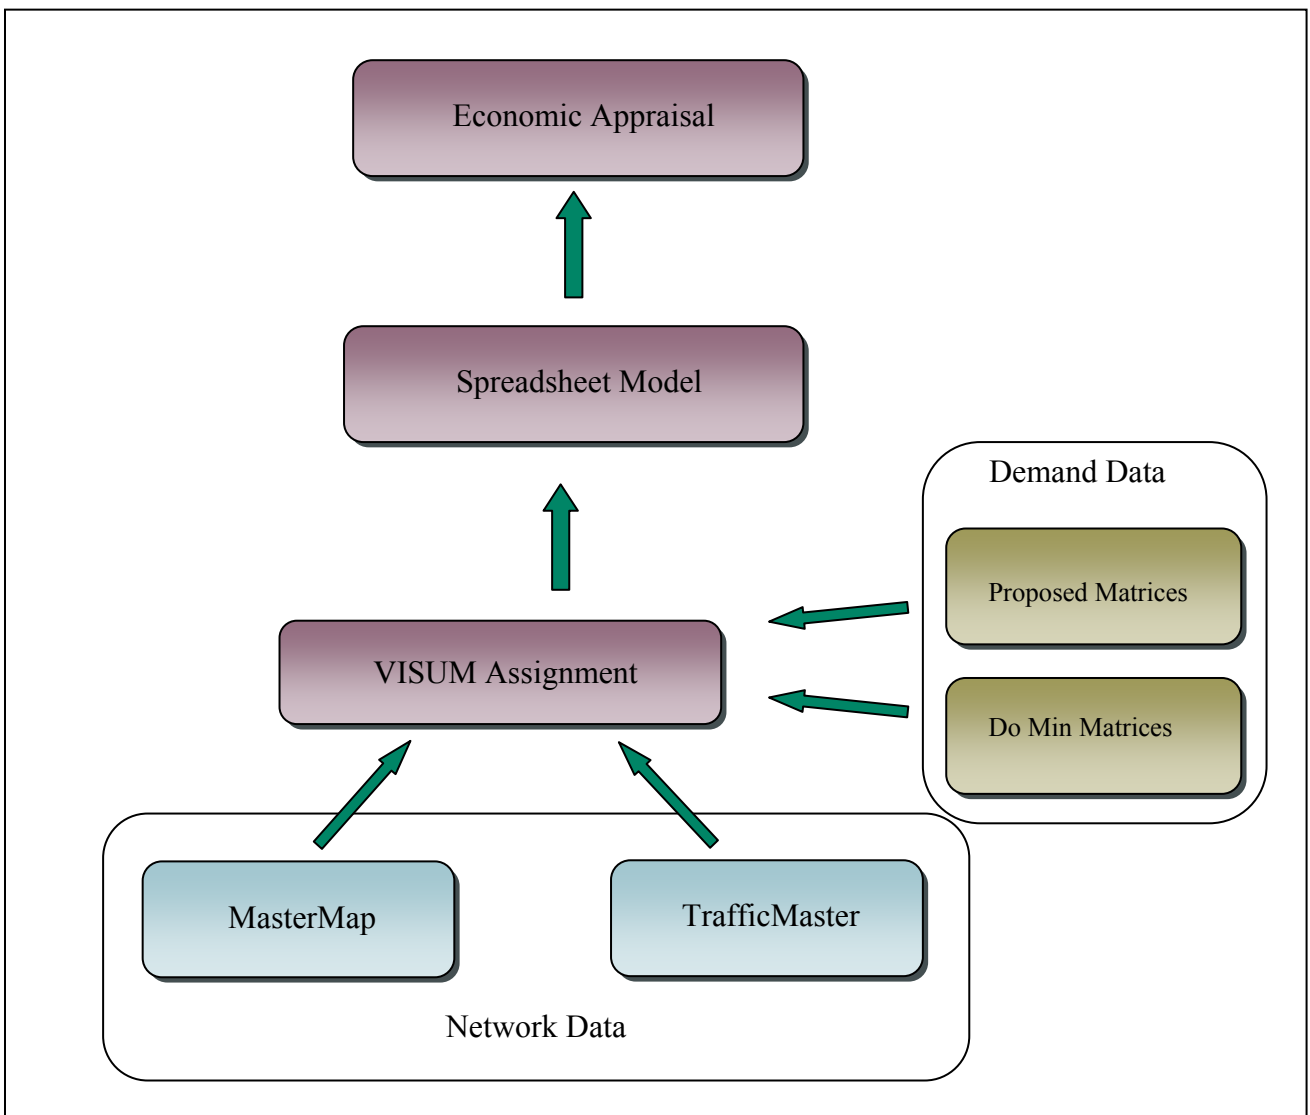 Economic Appraisal
Spreadsheet Model
Demand Data
Proposed Matrices
VISUM Assignment
Do Min Matrices
MasterMap
TrafficMaster
Network Data